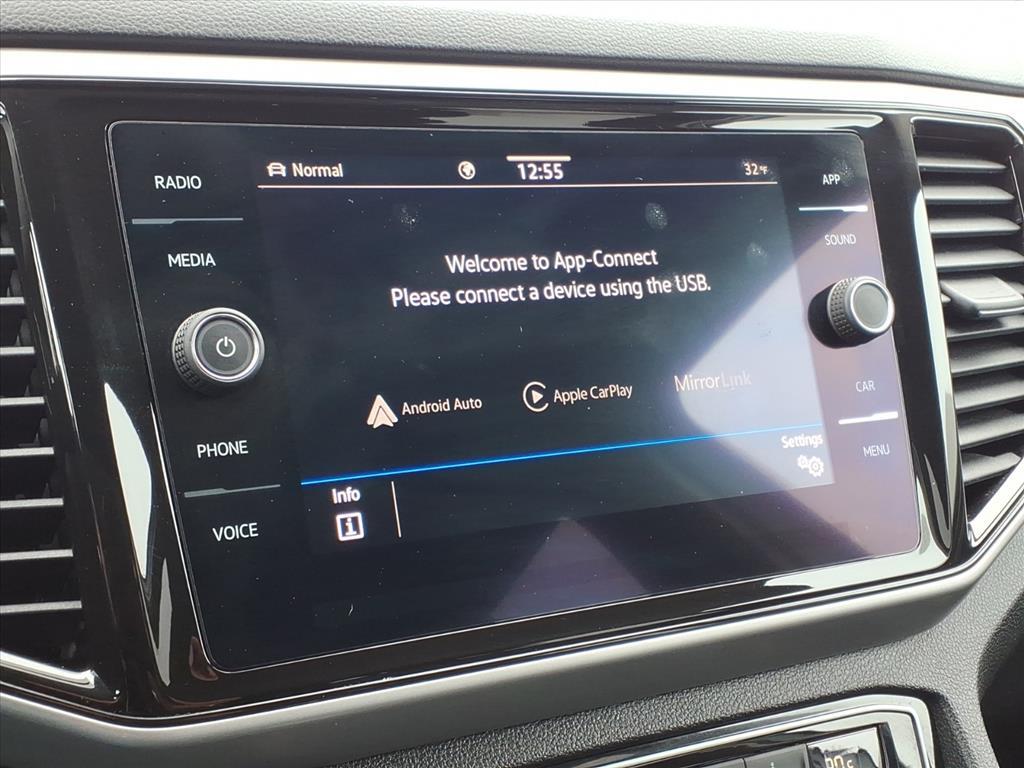 RADIO
MEDIA
PHONE
VOICE
Normal
12:55
32°F
Welcome to App-Connect
Please connect a device using the USB.
Android Auto
Apple CarPlay
MirrorLink
Settings
Info
APP
SOUND
CAR
MENU